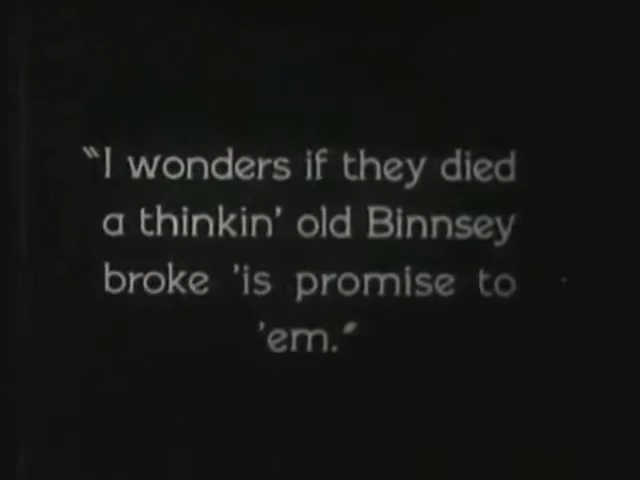 "I wonders if they died
a thinkin' old Binnsey
broke 'is promise to
'em."